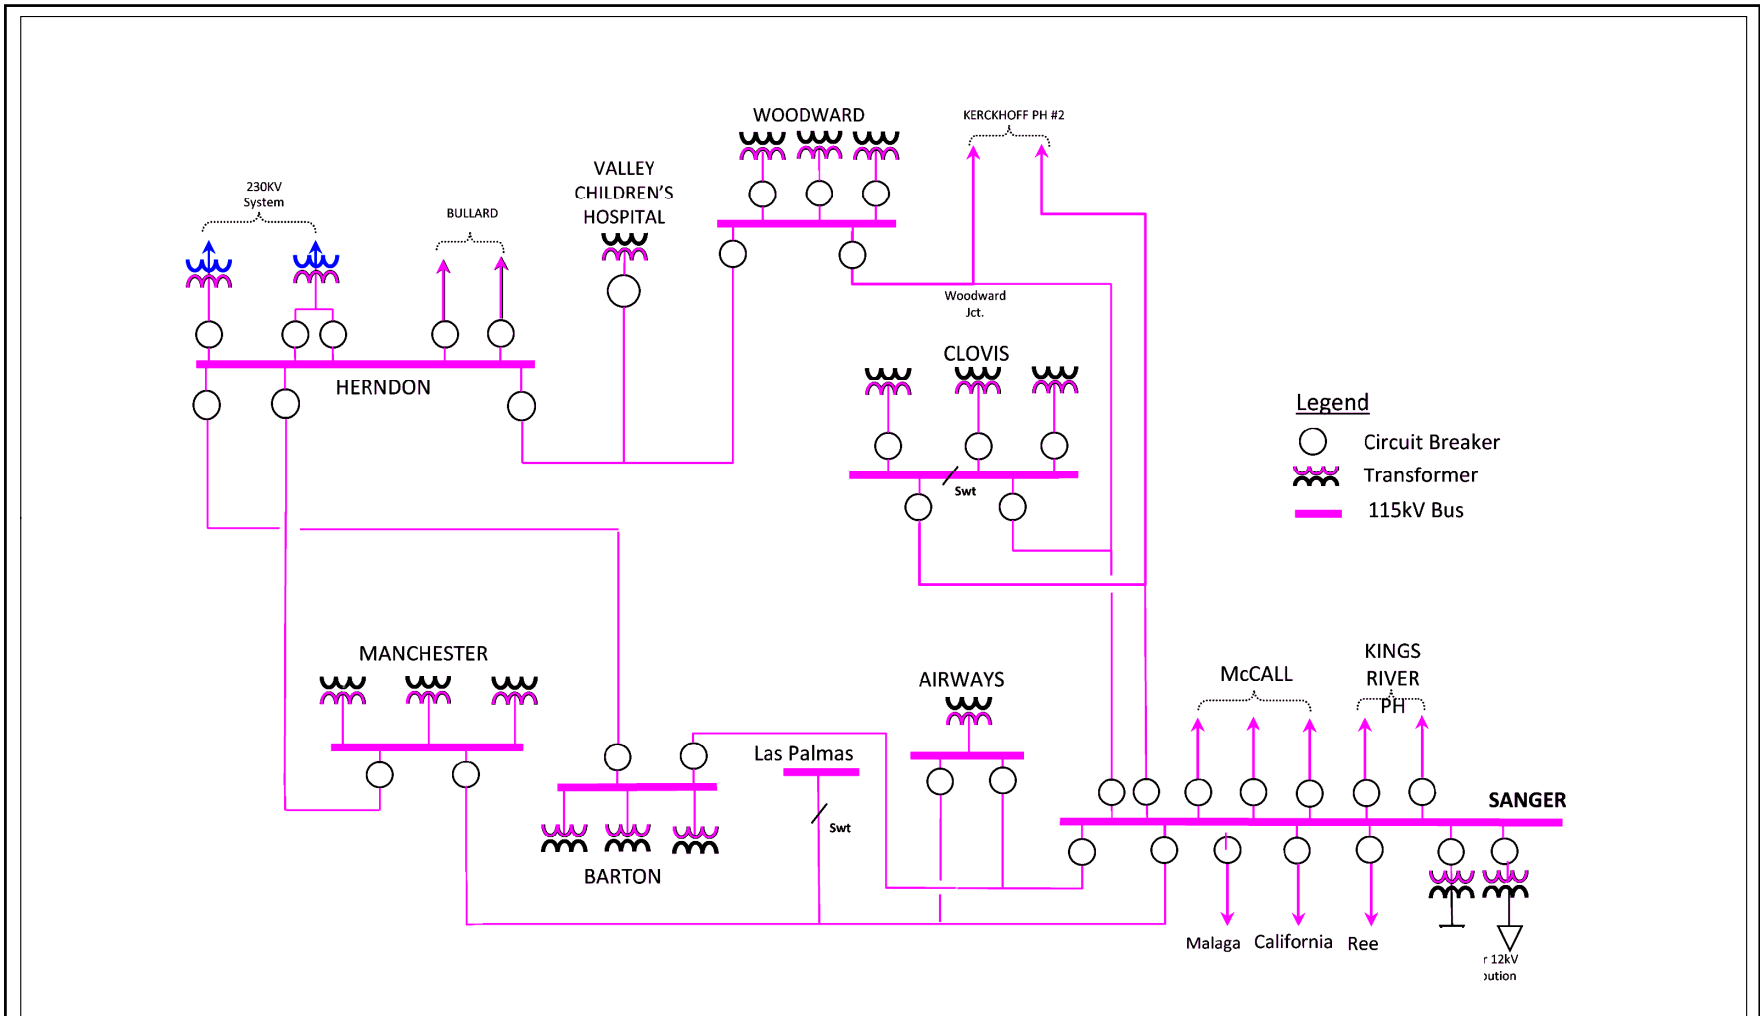 WOODWARD
KERCKHOFF PH #2
VALLEY
CHILDREN'S
HOSPITAL
230KV
System
BULLARD
Woodward
Jct.
CLOVIS
HERNDON
Swt
Legend
Circuit Breaker
Transformer
115kV Bus
MANCHESTER
AIRWAYS
McCALL
KINGS
RIVER
PH
Las Palmas
Swt
SANGER
BARTON
Malaga
California
Ree
r 12kV
bution